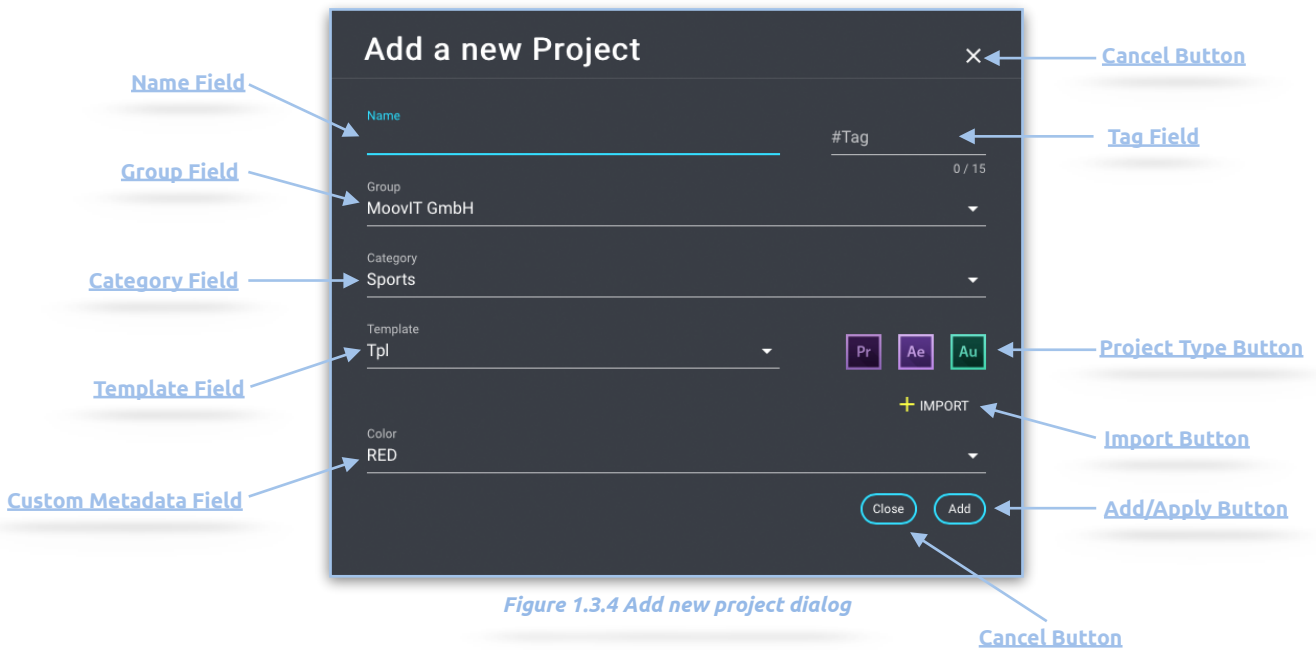 Add a new Project
Cancel Button
Name Field
Name
#Tag
Tag Field
0 / 15
Group Field
Group
MoovIT GmbH
Category Field
Category
Sports
Template
Tpl
Pr
Ae
Au
Project Type Button
Template Field
IMPORT
Import Button
Color
RED
Custom Metadata Field
Close
Add
Add/Apply Button
Figure 1.3.4 Add new project dialog
Cancel Button